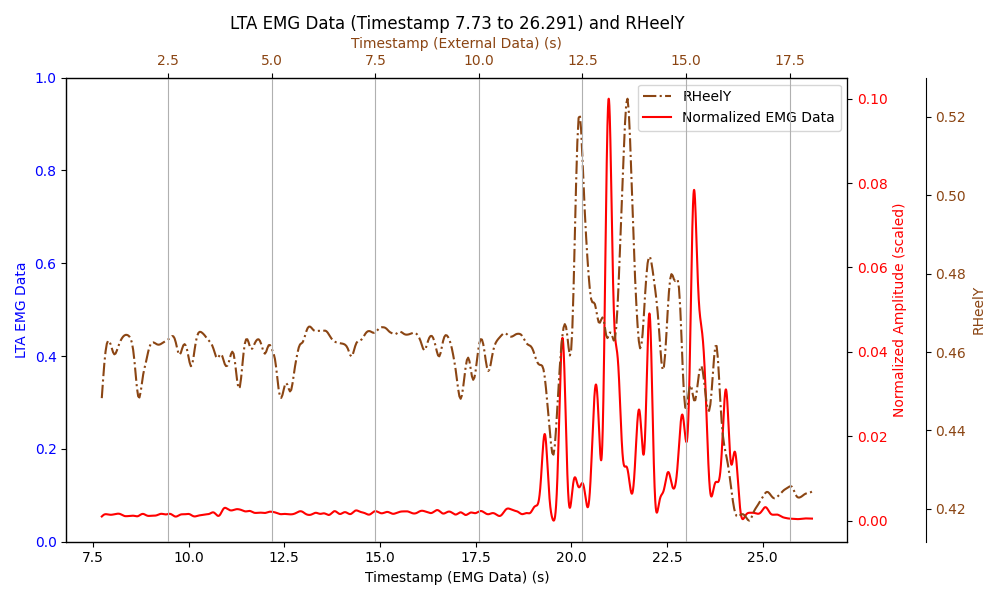 LTA EMG Data (Timestamp 7.73 to 26.291) and RHeelY
Timestamp (External Data) (s)
2.5 5.0 7.5 10.0 12.5 15.0 17.5
RHeelY
Normalized EMG Data
1.0
0.8
0.6
0.4
0.2
0.0
LTA EMG Data
0.10
0.08
0.06
0.04
0.02
0.00
Normalized Amplitude (scaled)
0.52
0.50
0.48
0.46
0.44
0.42
RHeelY
7.5 10.0 12.5 15.0 17.5 20.0 22.5 25.0
Timestamp (EMG Data) (s)